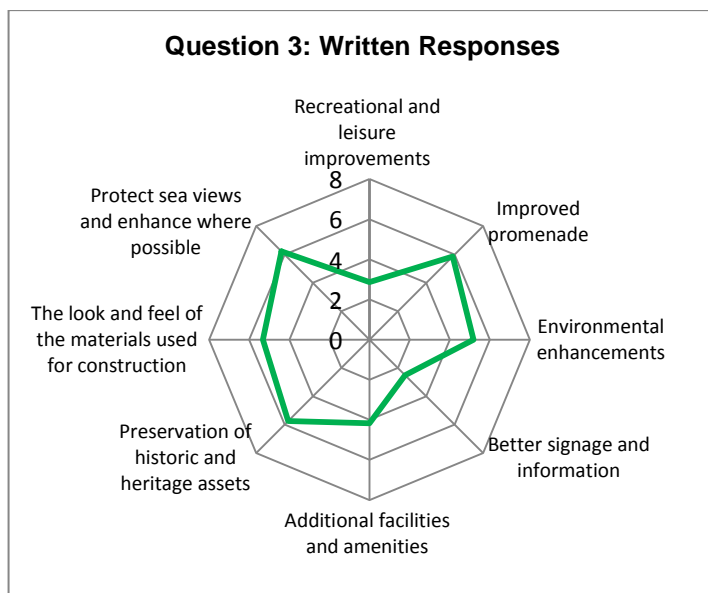 Question 3: Written Responses
Recreational and
leisure
improvements
8
6
4
2
0
Improved
promenade
Environmental
enhancements
Better signage and
information
Additional facilities
and amenities
Preservation of
historic and
heritage assets
The look and feel of
the materials used
for construction
Protect sea views
and enhance where
possible